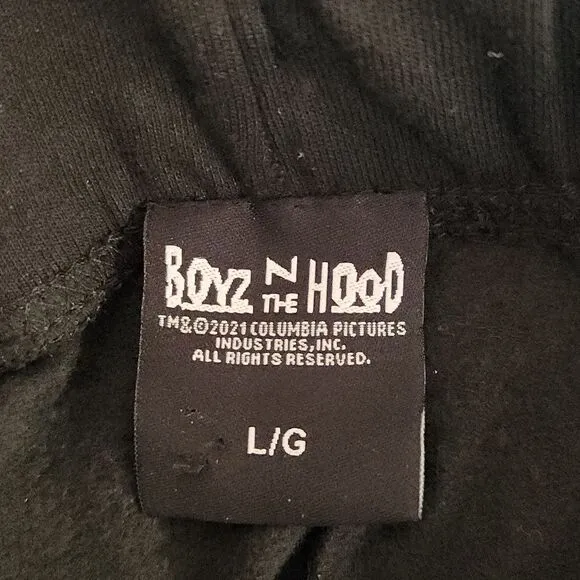 BOYZ N THE HOOD
TM&©2021 COLUMBIA PICTURES
INDUSTRIES, INC.
ALL RIGHTS RESERVED.
L/G